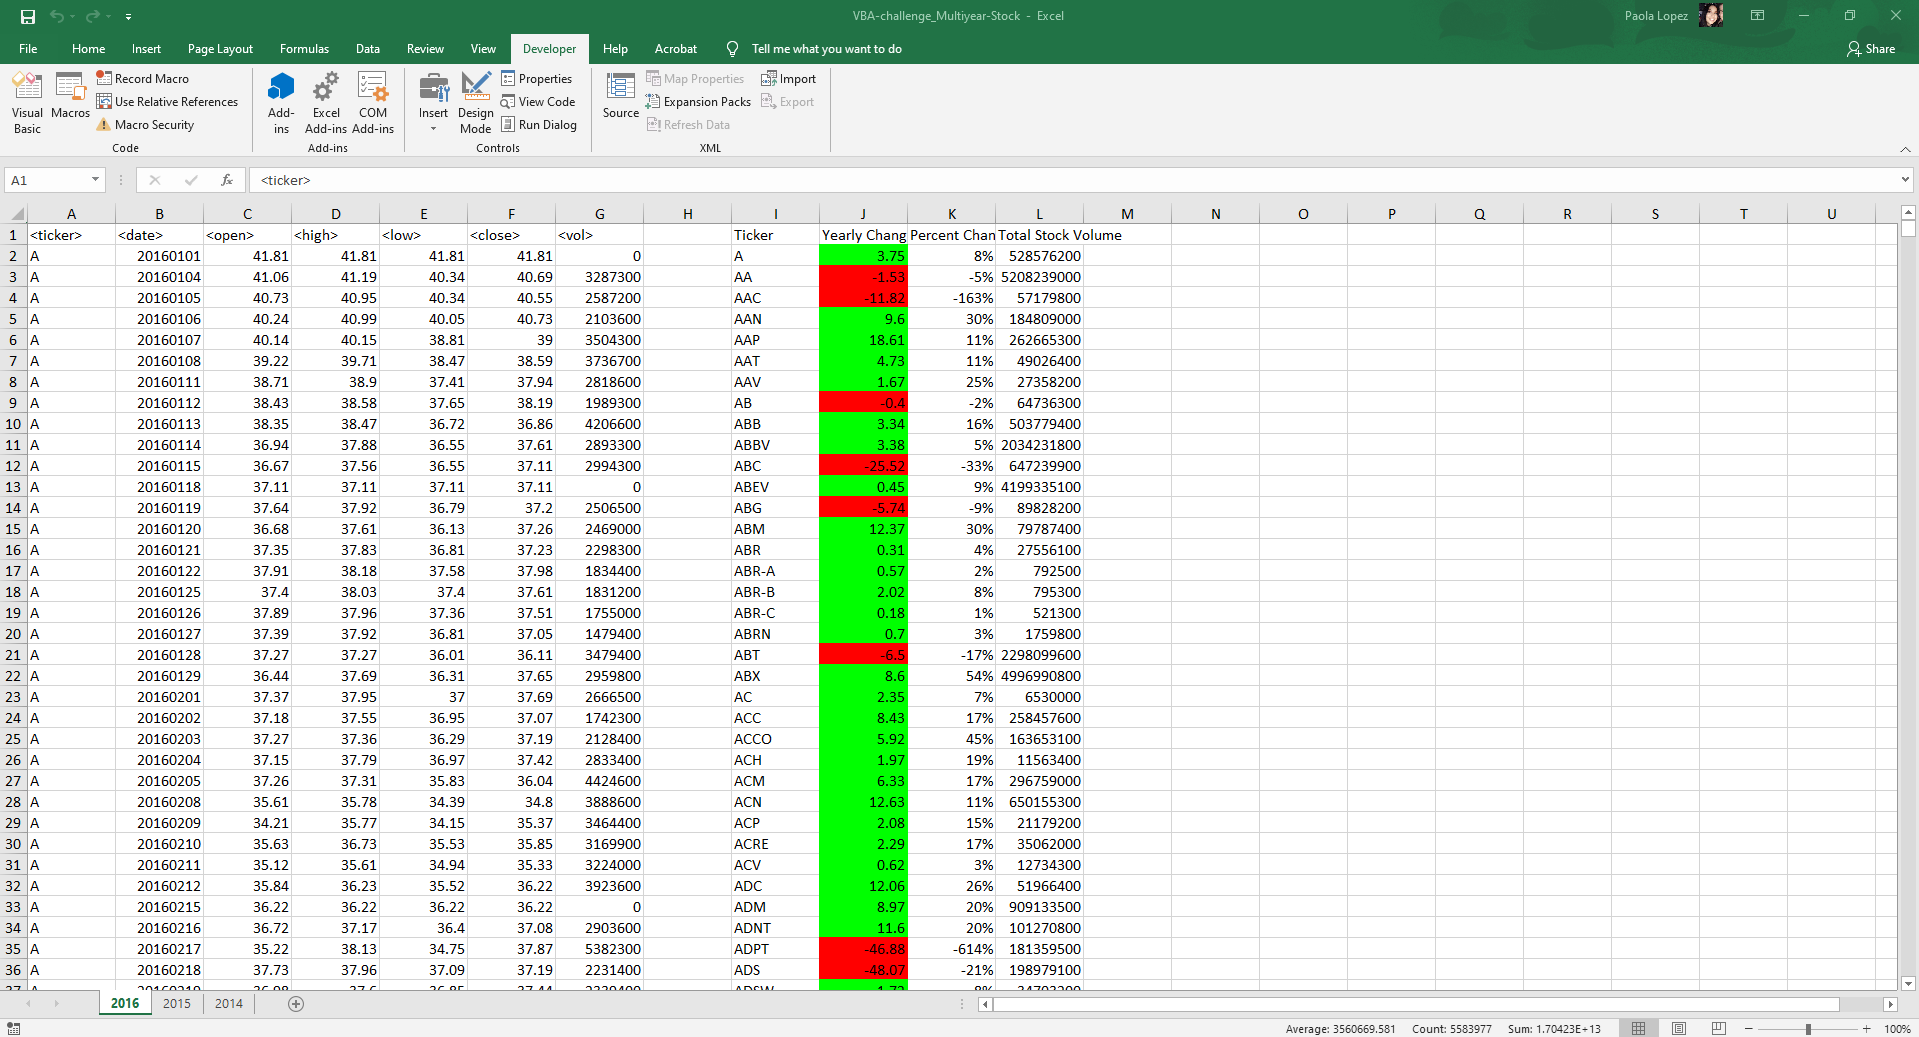 VBA-challenge_Multiyear-Stock - Excel
Paola Lopez
File Home Insert Page Layout Formulas Data Review View Developer Help Acrobat Tell me what you want to do Share
Visual Basic
Macros
Record Macro
Use Relative References
Macro Security
Code
Add-ins
Excel Add-ins
COM Add-ins
Add-ins
Insert
Design Mode
Properties
View Code
Run Dialog
Controls
Source
Map Properties
Expansion Packs
Refresh Data
Import
Export
XML
A1
fx
<ticker>
A B C D E F G H I J K L M N O P Q R S T U
1 <ticker> <date> <open> <high> <low> <close> <vol> Ticker Yearly Chang Percent Chan Total Stock Volume
2 A 20160101 41.81 41.81 41.81 41.81 0 A 3.75 8% 528576200
3 A 20160104 41.06 41.19 40.34 40.69 3287300 AA -1.53 -5% 5208239000
4 A 20160105 40.73 40.95 40.34 40.55 2587200 AAC -11.82 -163% 57179800
5 A 20160106 40.24 40.99 40.05 40.73 2103600 AAN 9.6 30% 184809000
6 A 20160107 40.14 40.15 38.81 39 3504300 AAP 18.61 11% 262665300
7 A 20160108 39.22 39.71 38.47 38.59 3736700 AAT 4.73 11% 49026400
8 A 20160111 38.71 38.9 37.41 37.94 2818600 AAV 1.67 25% 27358200
9 A 20160112 38.43 38.58 37.65 38.19 1989300 AB -0.4 -2% 64736300
10 A 20160113 38.35 38.47 36.72 36.86 4206600 ABB 3.34 16% 503779400
11 A 20160114 36.94 37.88 36.55 37.61 2893300 ABBV 3.38 5% 2034231800
12 A 20160115 36.67 37.56 36.55 37.11 2994300 ABC -25.52 -33% 647239900
13 A 20160118 37.11 37.11 37.11 37.11 0 ABEV 0.45 9% 4199335100
14 A 20160119 37.64 37.92 36.79 37.2 2506500 ABG -5.74 -9% 89828200
15 A 20160120 36.68 37.61 36.13 37.26 2469000 ABM 12.37 30% 79787400
16 A 20160121 37.35 37.83 36.81 37.23 2298300 ABR 0.31 4% 27556100
17 A 20160122 37.91 38.18 37.58 37.98 1834400 ABR-A 0.57 2% 792500
18 A 20160125 37.4 38.03 37.4 37.61 1831200 ABR-B 2.02 8% 795300
19 A 20160126 37.89 37.96 37.36 37.51 1755000 ABR-C 0.18 1% 521300
20 A 20160127 37.39 37.92 36.81 37.05 1479400 ABRN 0.7 3% 1759800
21 A 20160128 37.27 37.27 36.01 36.11 3479400 ABT -6.5 -17% 2298099600
22 A 20160129 36.44 37.69 36.31 37.65 2959800 ABX 8.6 54% 4996990800
23 A 20160201 37.37 37.95 37 37.69 2666500 AC 2.35 7% 6530000
24 A 20160202 37.18 37.55 36.95 37.07 1742300 ACC 8.43 17% 258457600
25 A 20160203 37.27 37.36 36.29 37.19 2128400 ACCO 5.92 45% 163653100
26 A 20160204 37.15 37.79 36.97 37.42 2833400 ACH 1.97 19% 11563400
27 A 20160205 37.26 37.31 35.83 36.04 4424600 ACM 6.33 17% 296759000
28 A 20160208 35.61 35.78 34.39 34.8 3888600 ACN 12.63 11% 650155300
29 A 20160209 34.21 35.77 34.15 35.37 3464400 ACP 2.08 15% 21179200
30 A 20160210 35.63 36.73 35.53 35.85 3169900 ACRE 2.29 17% 35062000
31 A 20160211 35.12 35.61 34.94 35.33 3224000 ACV 0.62 3% 12734300
32 A 20160212 35.84 36.23 35.52 36.22 3923600 ADC 12.06 26% 51966400
33 A 20160215 36.22 36.22 36.22 36.22 0 ADM 8.97 20% 909133500
34 A 20160216 36.72 37.17 36.4 37.08 2903600 ADNT 11.6 20% 101270800
35 A 20160217 35.22 38.13 34.75 37.87 5382300 ADPT -46.88 -614% 181359500
36 A 20160218 37.73 37.96 37.09 37.19 2231400 ADS -48.07 -21% 198979100
2016 2015 2014
Average: 3560669.581 Count: 5583977 Sum: 1.70423E+13 100%